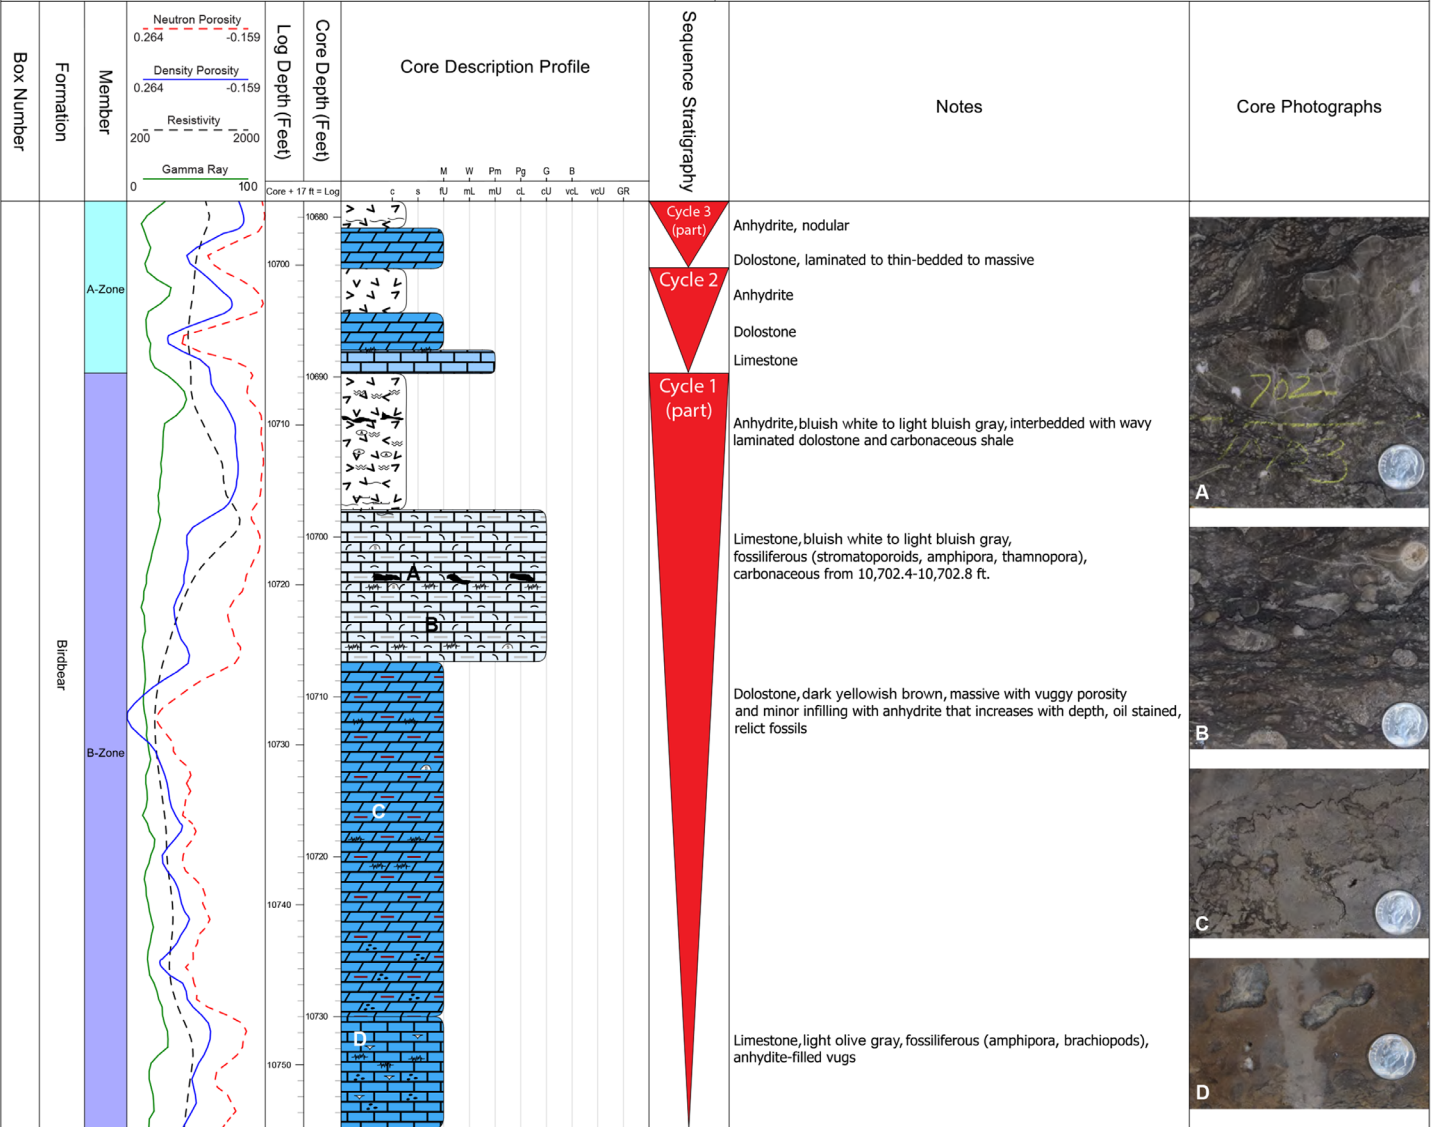 Box Number
Formation
Member
Neutron Porosity
0.264 -0.159
Density Porosity
0.264 -0.159
Resistivity
200 2000
Gamma Ray
0 100
Log Depth (Feet)
Core Depth (Feet)
Core + 17 ft = Log
Core Description Profile
M W Pm Pg G B
c s fU mL mU cL cU vcL vcU GR
Sequence Stratigraphy
Notes
Core Photographs
Birdbear
A-Zone
B-Zone
10700
10710
10720
10730
10740
10750
10680
10690
10700
10710
10720
10730
A
B
C
D
Cycle 3
(part)
Cycle 2
Cycle 1
(part)
Anhydrite, nodular
Dolostone, laminated to thin-bedded to massive
Anhydrite
Dolostone
Limestone
Anhydrite, bluish white to light bluish gray, interbedded with wavy
laminated dolostone and carbonaceous shale
Limestone, bluish white to light bluish gray,
fossiliferous (stromatoporoids, amphipora, thamnopora),
carbonaceous from 10,702.4-10,702.8 ft.
Dolostone, dark yellowish brown, massive with vuggy porosity
and minor infilling with anhydrite that increases with depth, oil stained,
relict fossils
Limestone, light olive gray, fossiliferous (amphipora, brachiopods),
anhydite-filled vugs
702
A
B
C
D